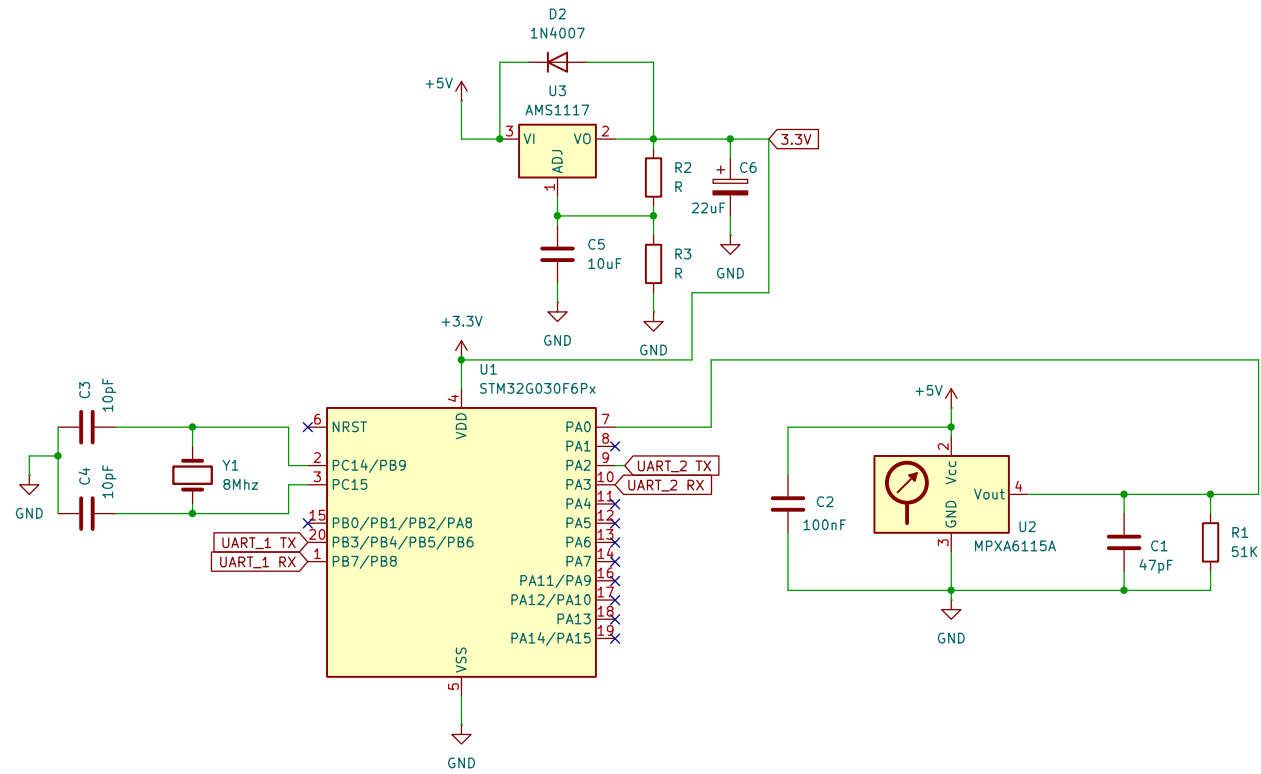 D2
1N4007
+5V
U3
AMS1117
3 VI
VO 2
ADJ
1
3.3V
R2
R
+ C6
22uF
GND
C5
10uF
R3
R
GND
GND
+3.3V
U1
STM32G030F6Px
4
VDD
C3
10pF
C4
10pF
GND
Y1
8Mhz
6 NRST
2 PC14/PB9
3 PC15
15 PB0/PB1/PB2/PA8
UART_1 TX 20 PB3/PB4/PB5/PB6
UART_1 RX 1 PB7/PB8
PA0 7
PA1 8
PA2 9 UART_2 TX
PA3 10 UART_2 RX
PA4 11
PA5 12
PA6 13
PA7 14
PA11/PA9 16
PA12/PA10 17
PA13 18
PA14/PA15 19
VSS
5
GND
+5V
2
Vcc
Vout 4
GND
3
U2
MPXA6115A
C2
100nF
C1
47pF
R1
51K
GND